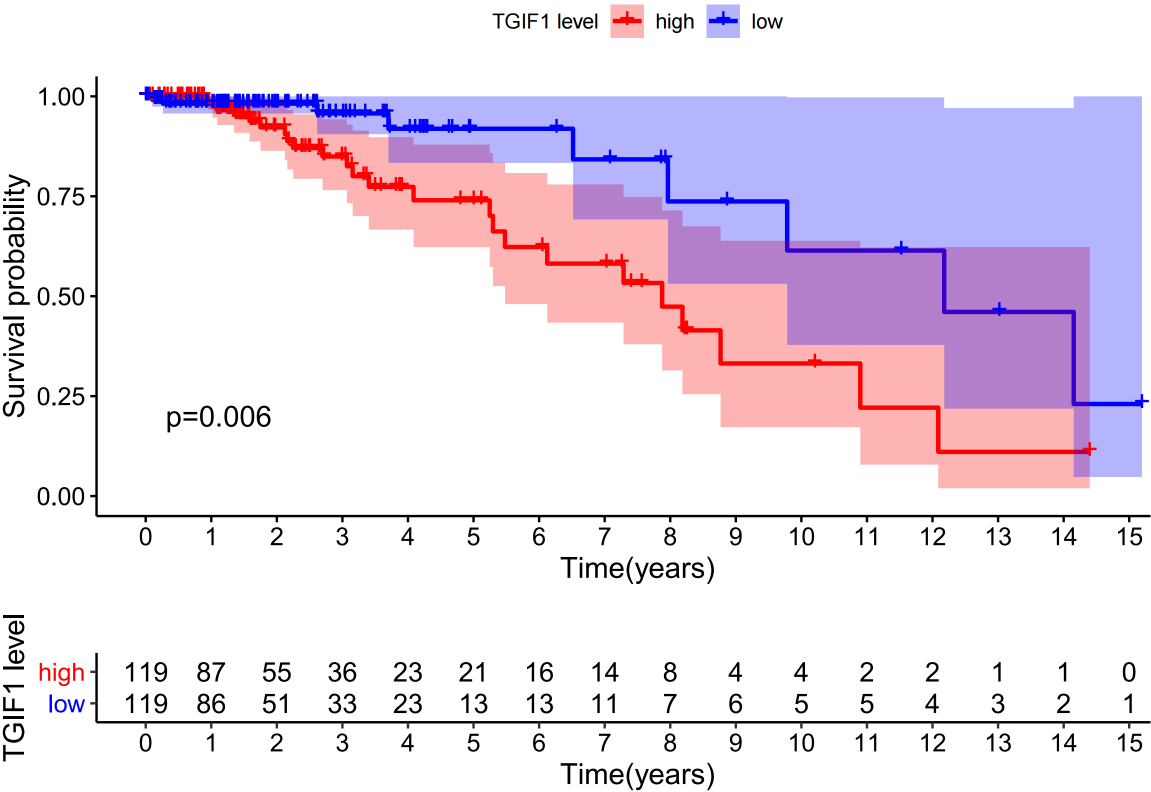 TGIF1 level high low
Survival probability
1.00
0.75
0.50
0.25
0.00
p=0.006
0 1 2 3 4 5 6 7 8 9 10 11 12 13 14 15
Time(years)
TGIF1 level
high 119 87 55 36 23 21 16 14 8 4 4 2 2 1 1 0
low 119 86 51 33 23 13 13 11 7 6 5 5 4 3 2 1
0 1 2 3 4 5 6 7 8 9 10 11 12 13 14 15
Time(years)